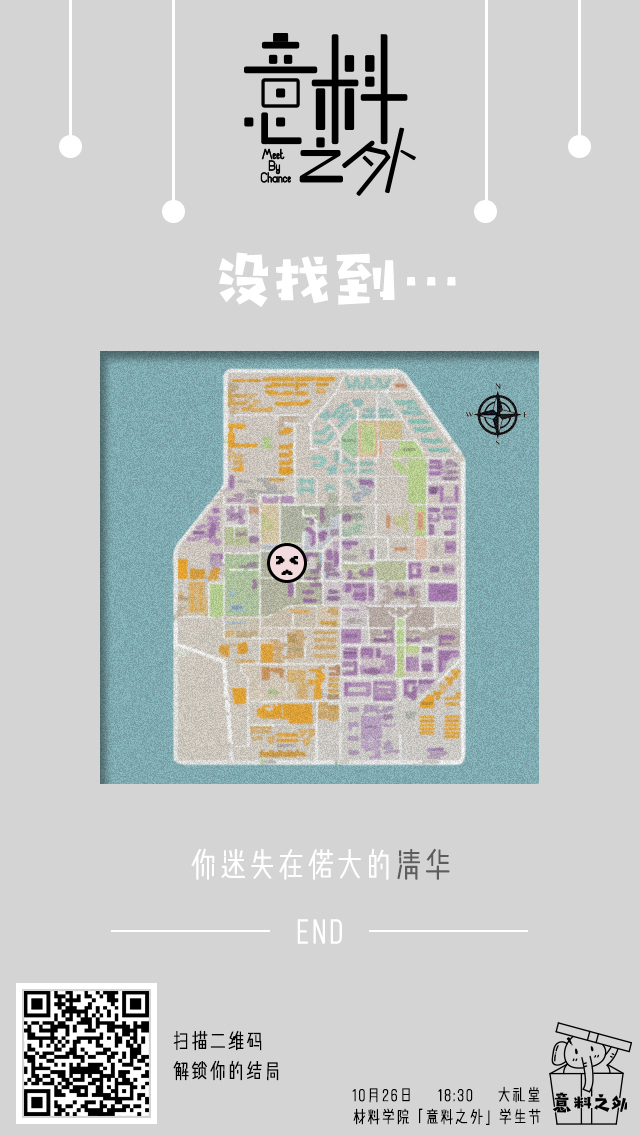 意料
之外
Meet
By
Chance
没找到···
N
W
E
S
你迷失在偌大的清华
END
扫描二维码
解锁你的结局
10月26日 18:30 大礼堂
材料学院「意料之外」学生节
意料之外